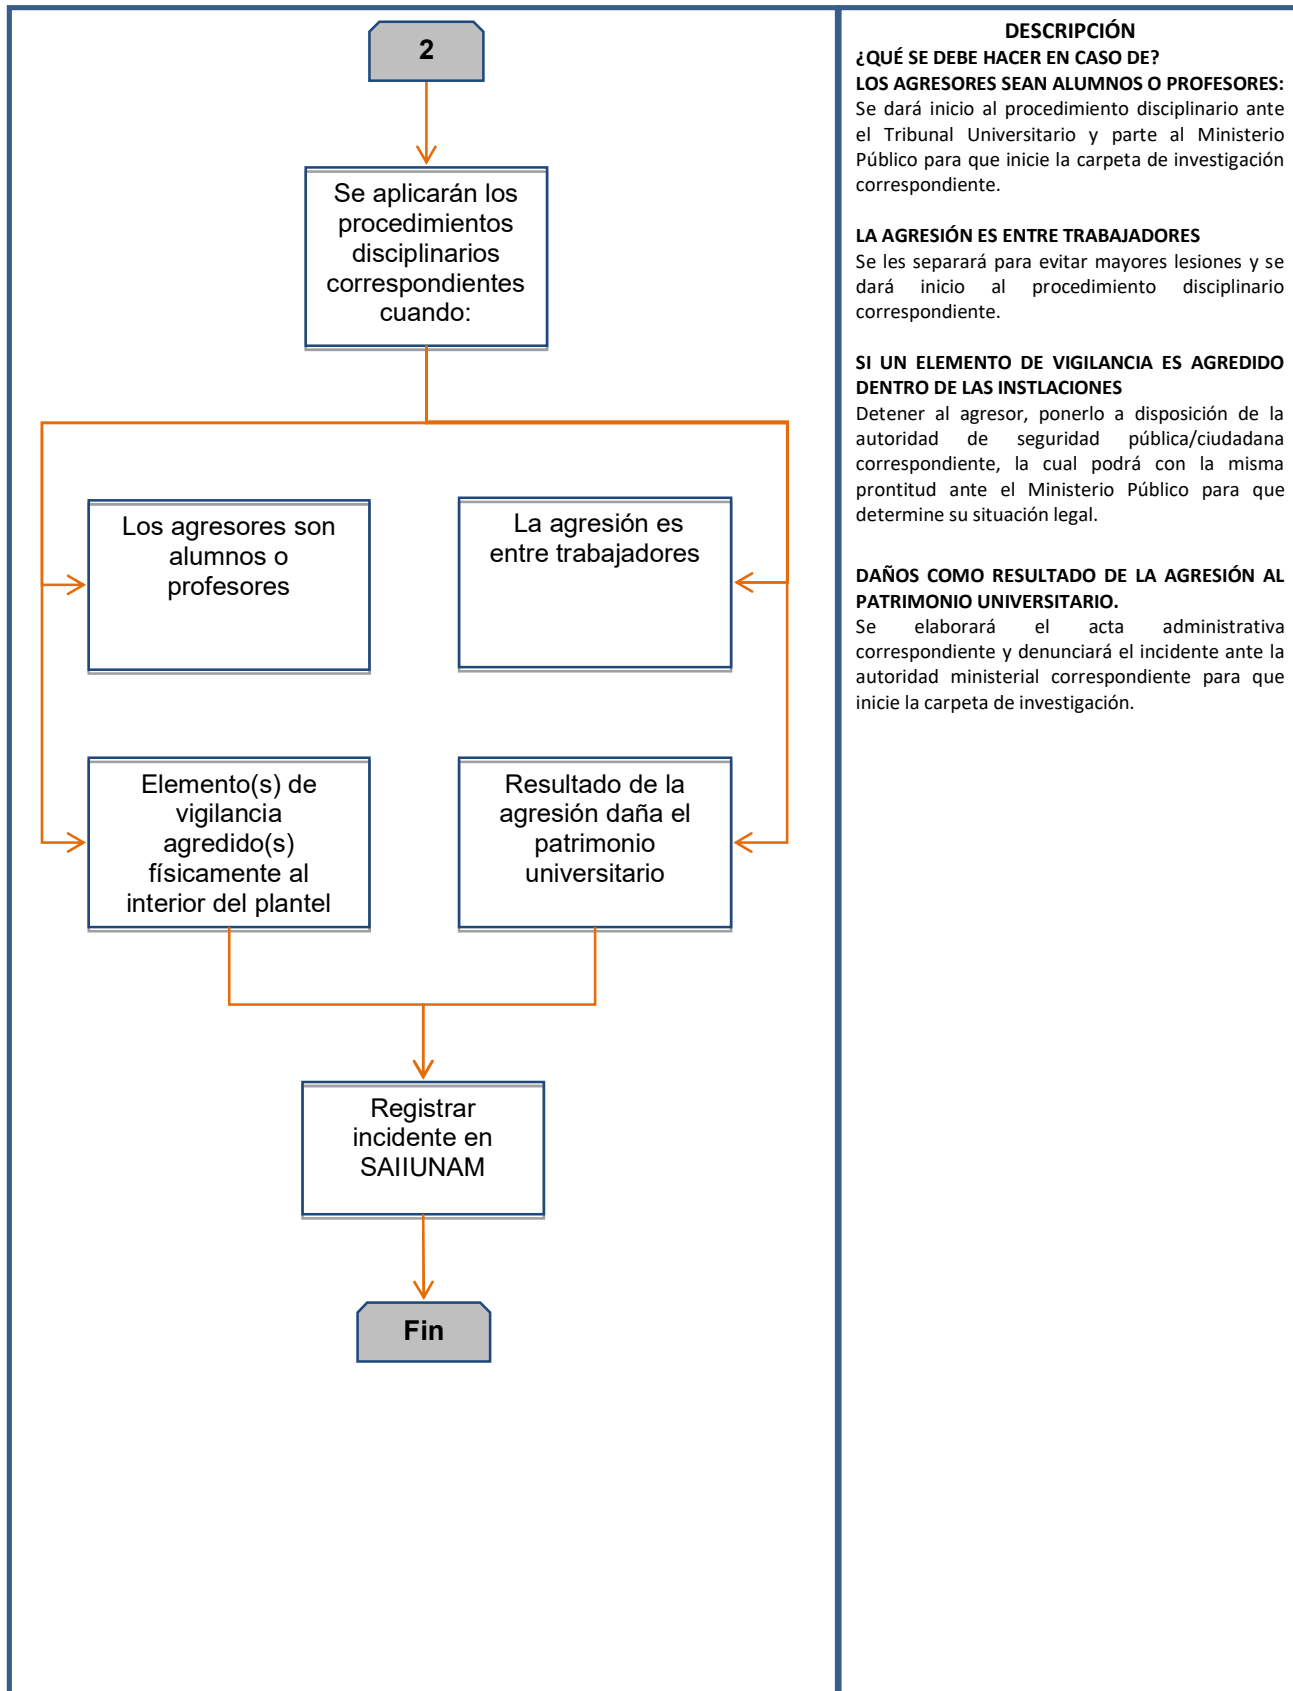 2
Se aplicarán los
procedimientos
disciplinarios
correspondientes
cuando:
Los agresores son
alumnos o
profesores
La agresión es
entre trabajadores
Elemento(s) de
vigilancia
agredido(s)
físicamente al
interior del plantel
Resultado de la
agresión daña el
patrimonio
universitario
Registrar
incidente en
SAIIUNAM
Fin
DESCRIPCIÓN
¿QUÉ SE DEBE HACER EN CASO DE?
LOS AGRESORES SEAN ALUMNOS O PROFESORES:
Se dará inicio al procedimiento disciplinario ante
el Tribunal Universitario y parte al Ministerio
Público para que inicie la carpeta de investigación
correspondiente.
LA AGRESIÓN ES ENTRE TRABAJADORES
Se les separará para evitar mayores lesiones y se
dará inicio al procedimiento disciplinario
correspondiente.
SI UN ELEMENTO DE VIGILANCIA ES AGREDIDO
DENTRO DE LAS INSTLACIONES
Detener al agresor, ponerlo a disposición de la
autoridad de seguridad pública/ciudadana
correspondiente, la cual podrá con la misma
prontitud ante el Ministerio Público para que
determine su situación legal.
DAÑOS COMO RESULTADO DE LA AGRESIÓN AL
PATRIMONIO UNIVERSITARIO.
Se elaborará el acta administrativa
correspondiente y denunciará el incidente ante la
autoridad ministerial correspondiente para que
inicie la carpeta de investigación.